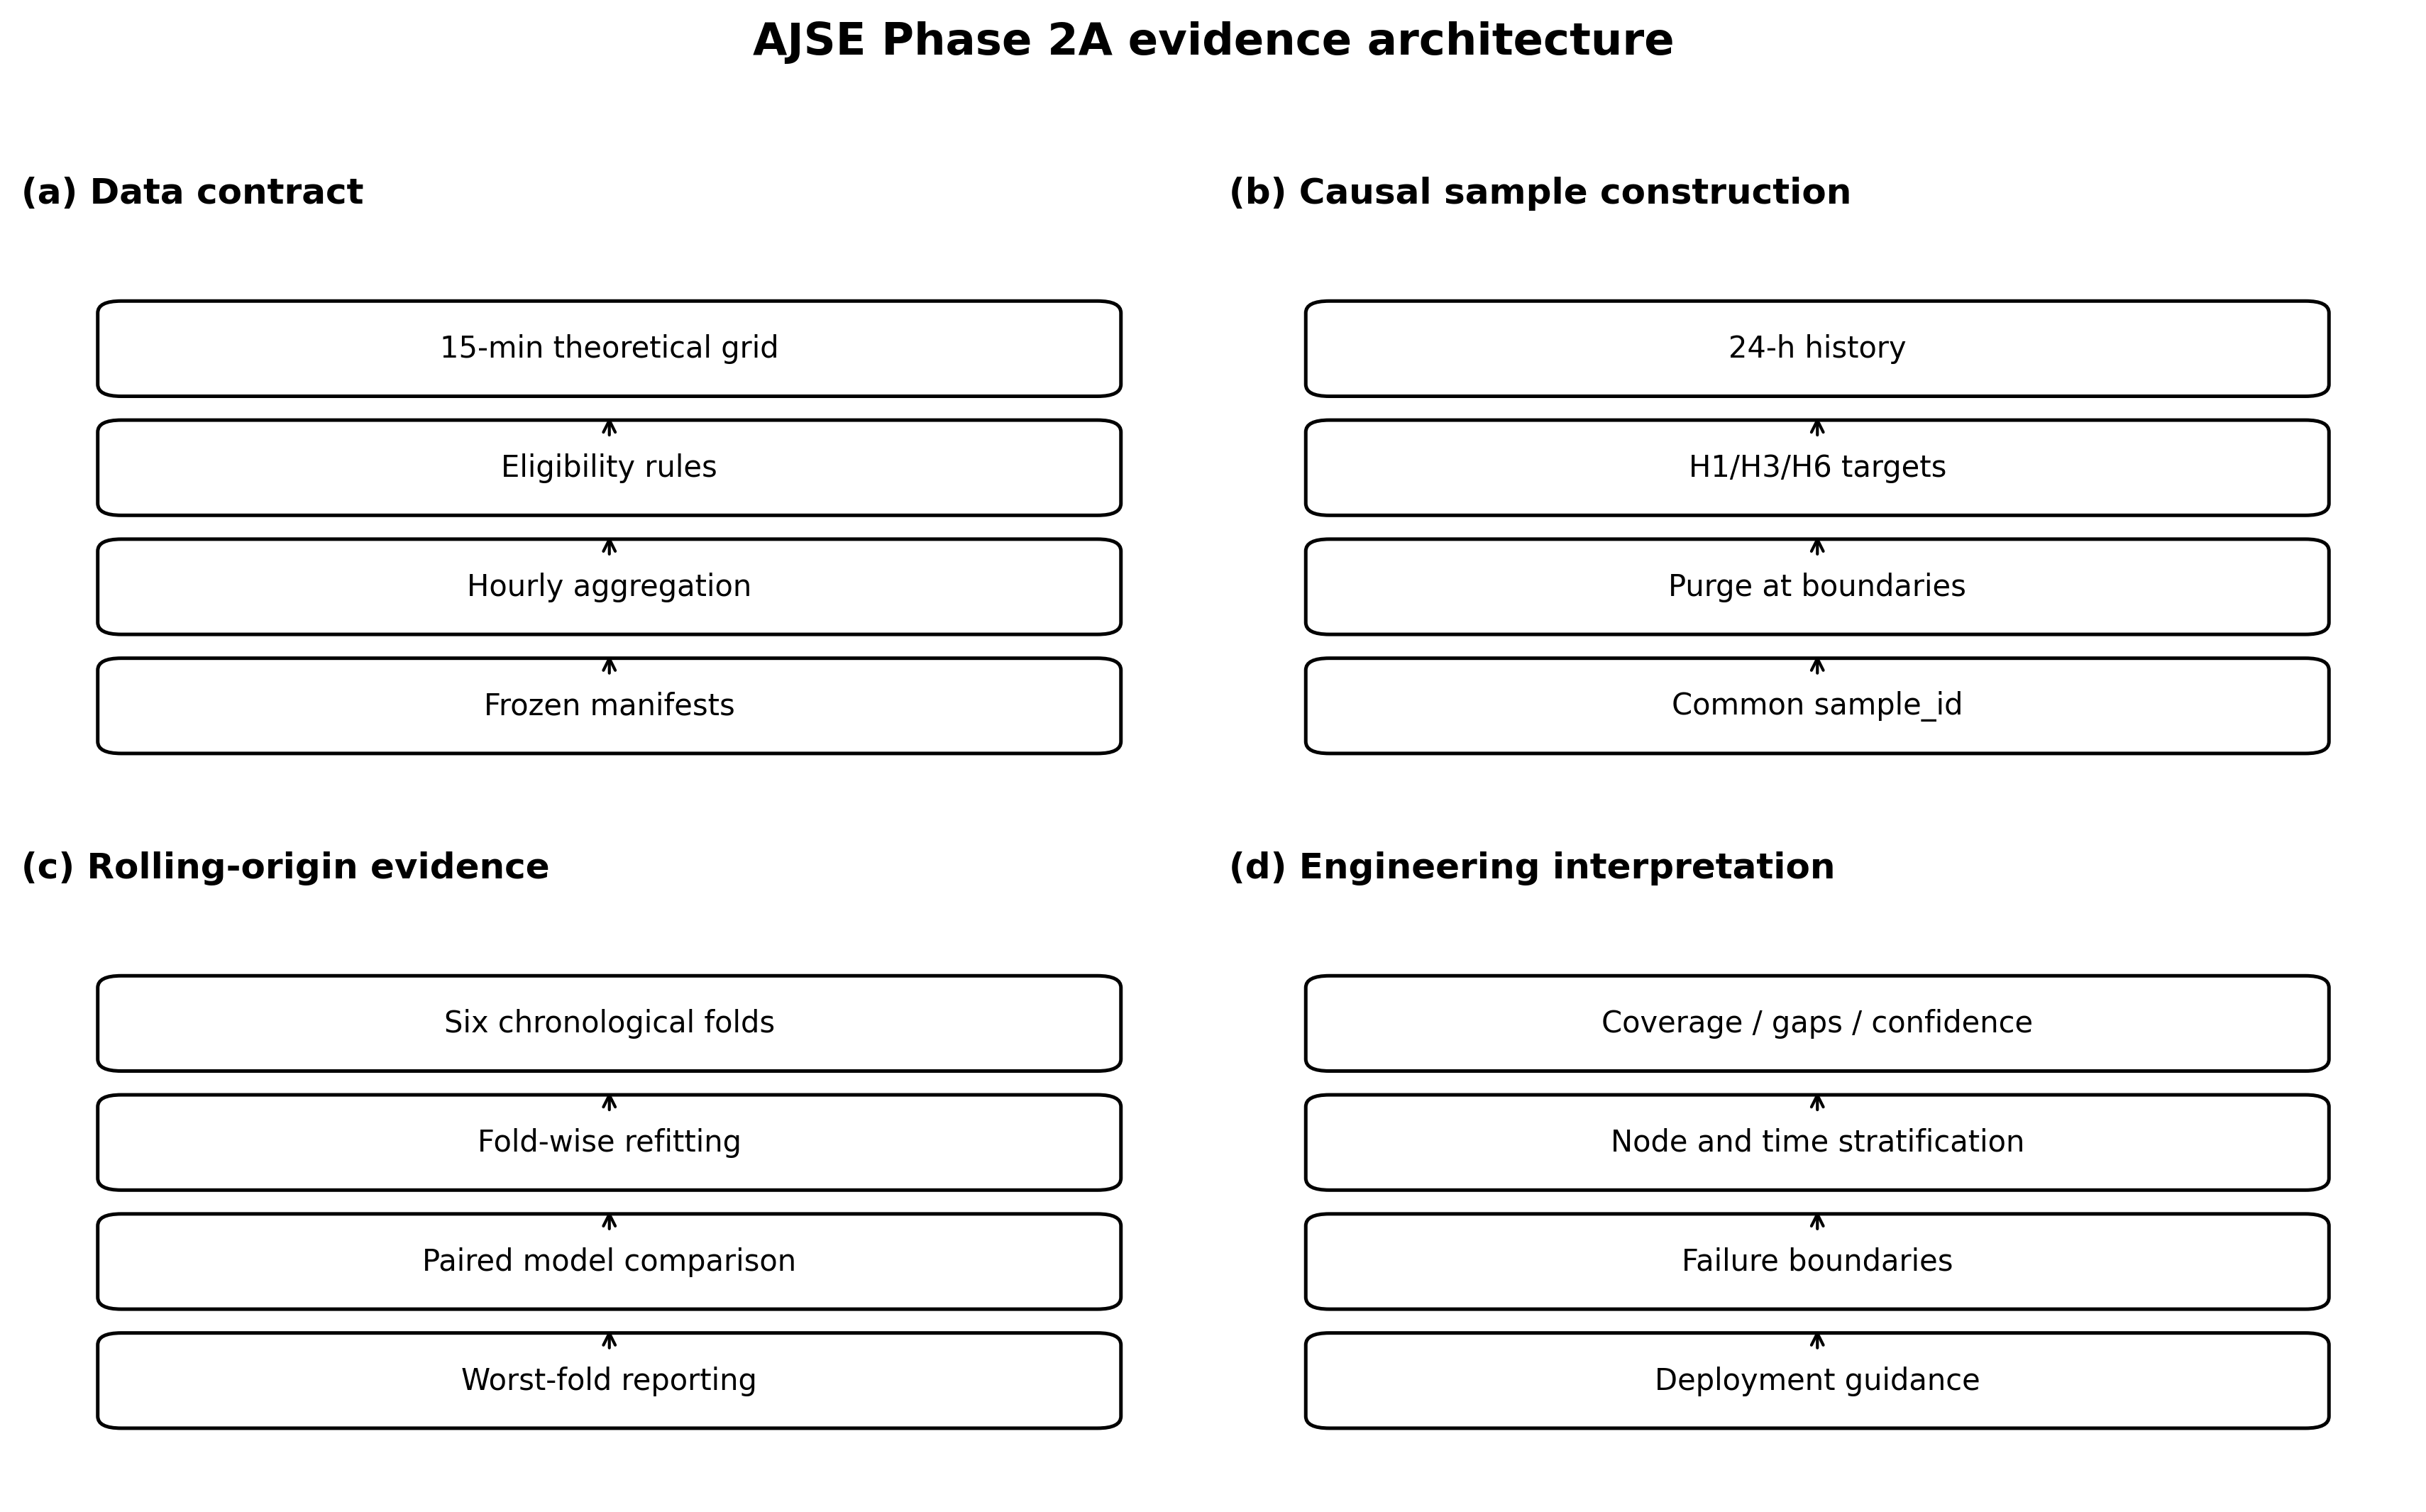 AJSE Phase 2A evidence architecture
(a) Data contract
15-min theoretical grid
Eligibility rules
Hourly aggregation
Frozen manifests
(b) Causal sample construction
24-h history
H1/H3/H6 targets
Purge at boundaries
Common sample_id
(c) Rolling-origin evidence
Six chronological folds
Fold-wise refitting
Paired model comparison
Worst-fold reporting
(d) Engineering interpretation
Coverage / gaps / confidence
Node and time stratification
Failure boundaries
Deployment guidance